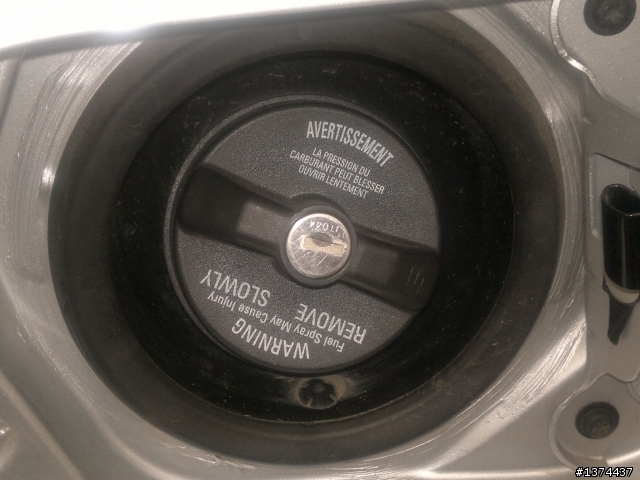 AVERTISSEMENT
LA PRESSION DU
CARBURANT PEUT BLESSER
OUVRIR LENTEMENT
WARNING
Fuel Spray May Cause Injury
REMOVE SLOWLY
#1374437